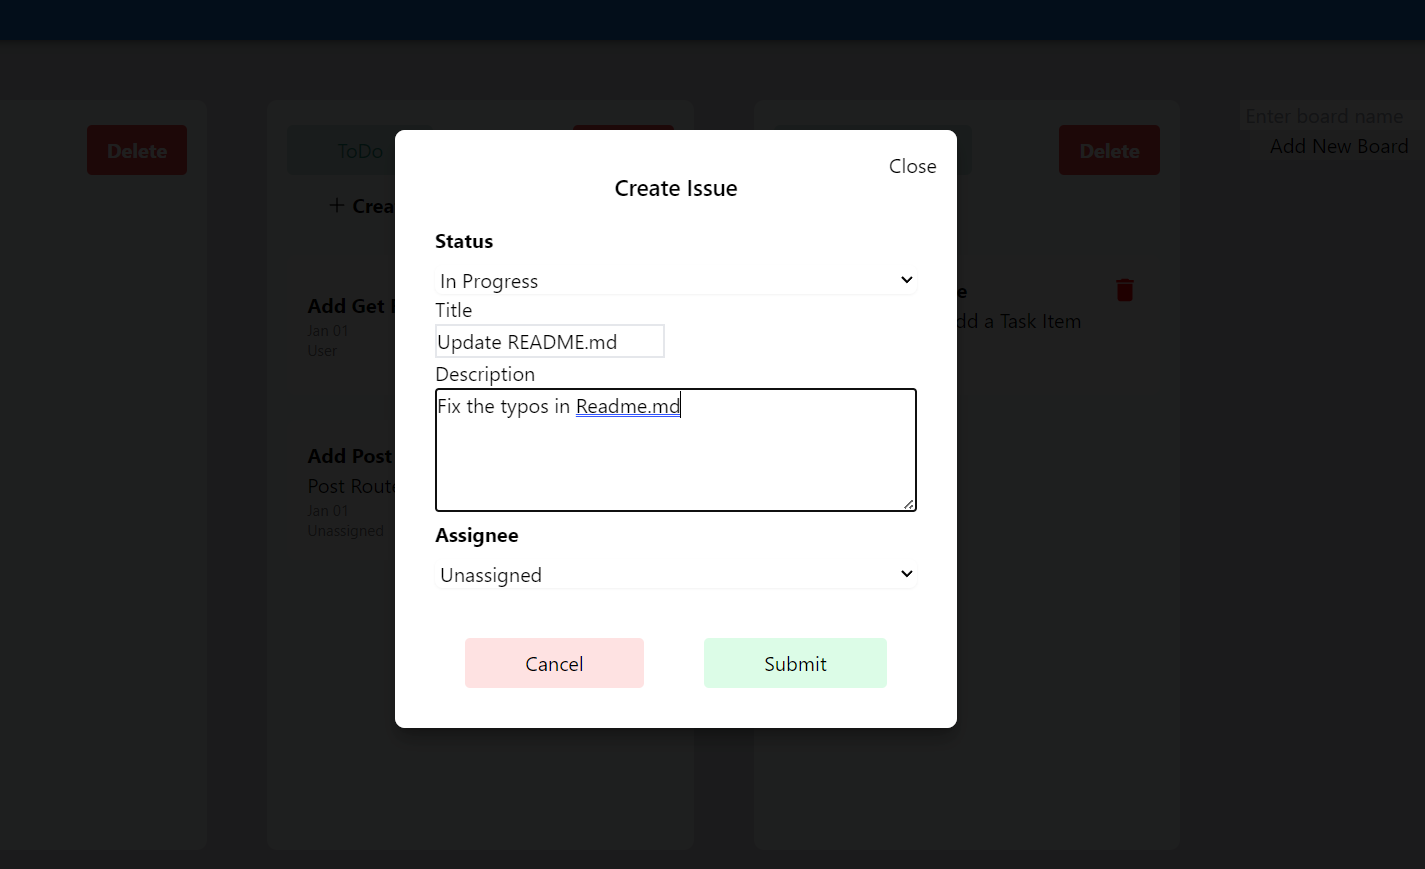 Enter board name
Add New Board
Delete
ToDo
Delete
Crea
Add Get
Jan 01
User
Add Post
Post Route
Jan 01
Unassigned
e
dd a Task Item
Close
Create Issue
Status
In Progress
Title
Update README.md
Description
Fix the typos in Readme.md
Assignee
Unassigned
Cancel
Submit